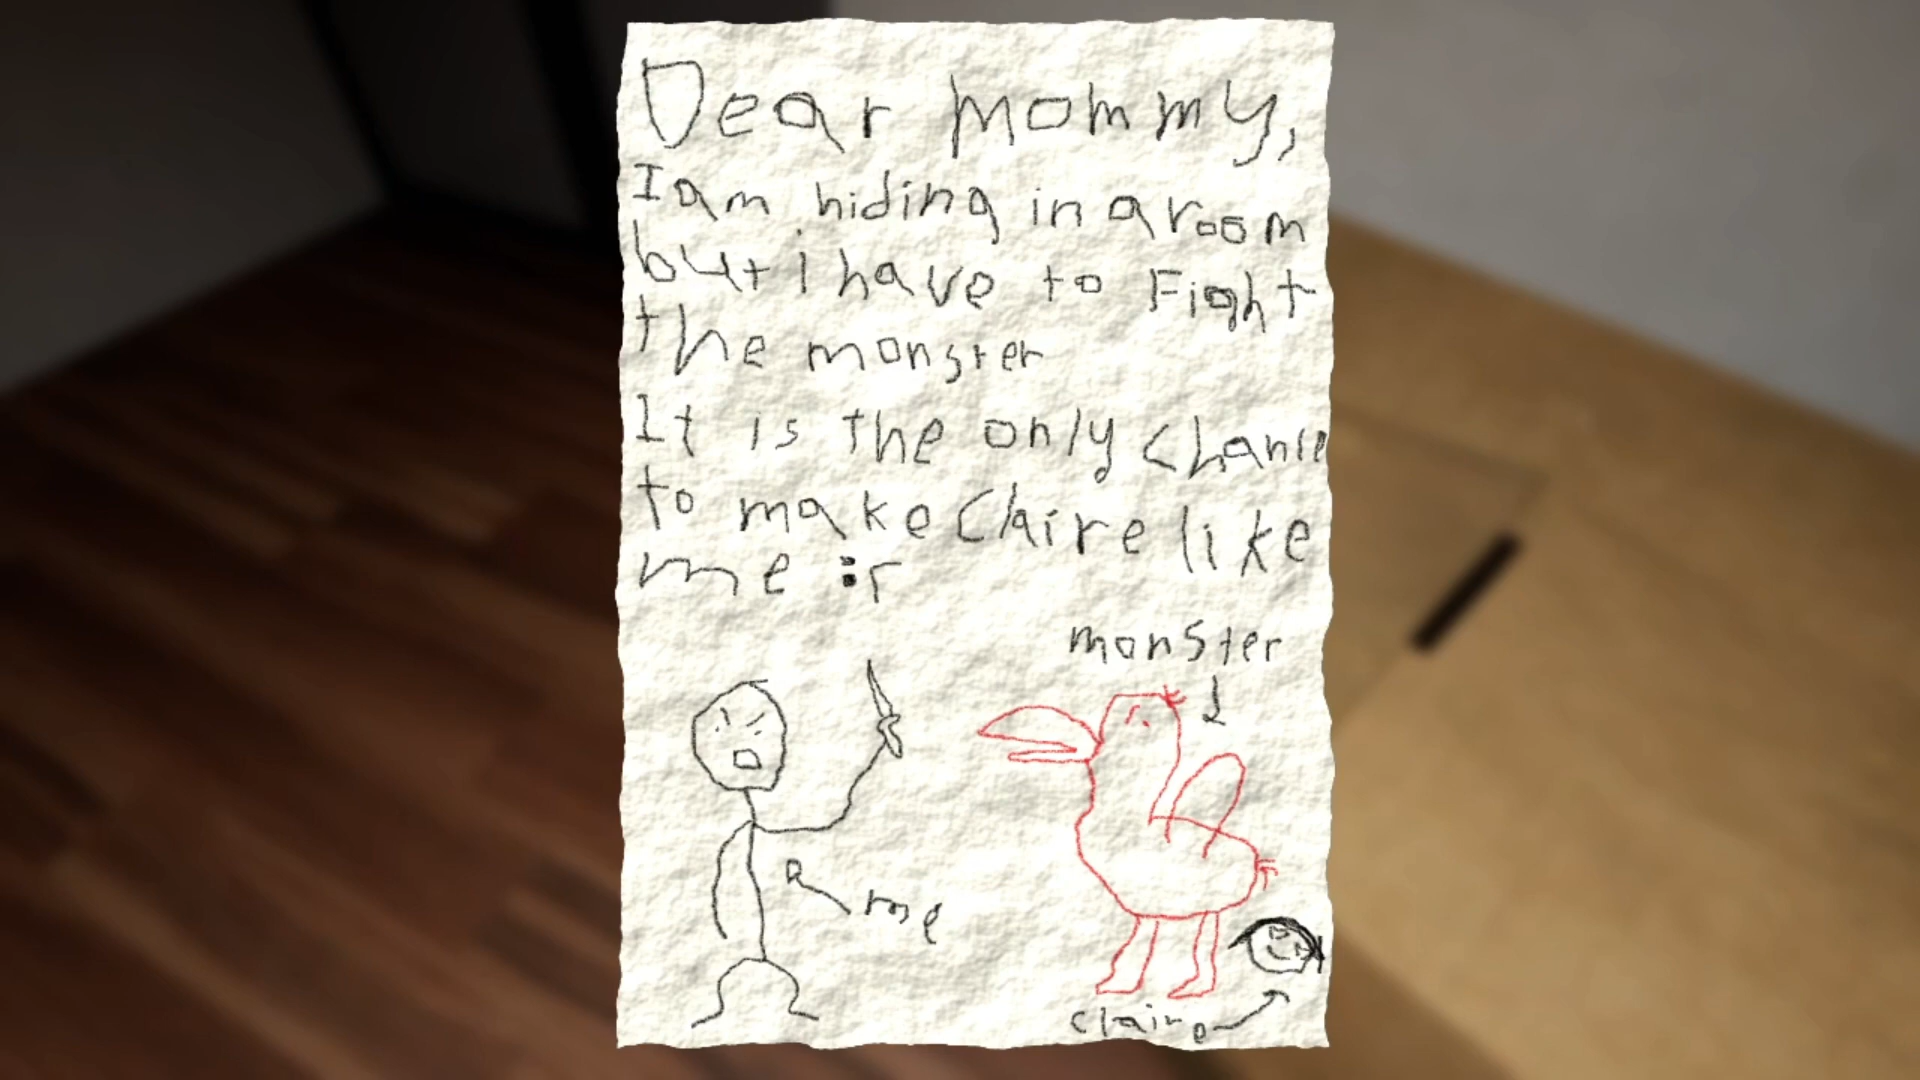 Dear mommy,
I am hiding in a room
but i have to Fight
the monster
It is the only chance
to make Claire like
me :r
monster
me
claire